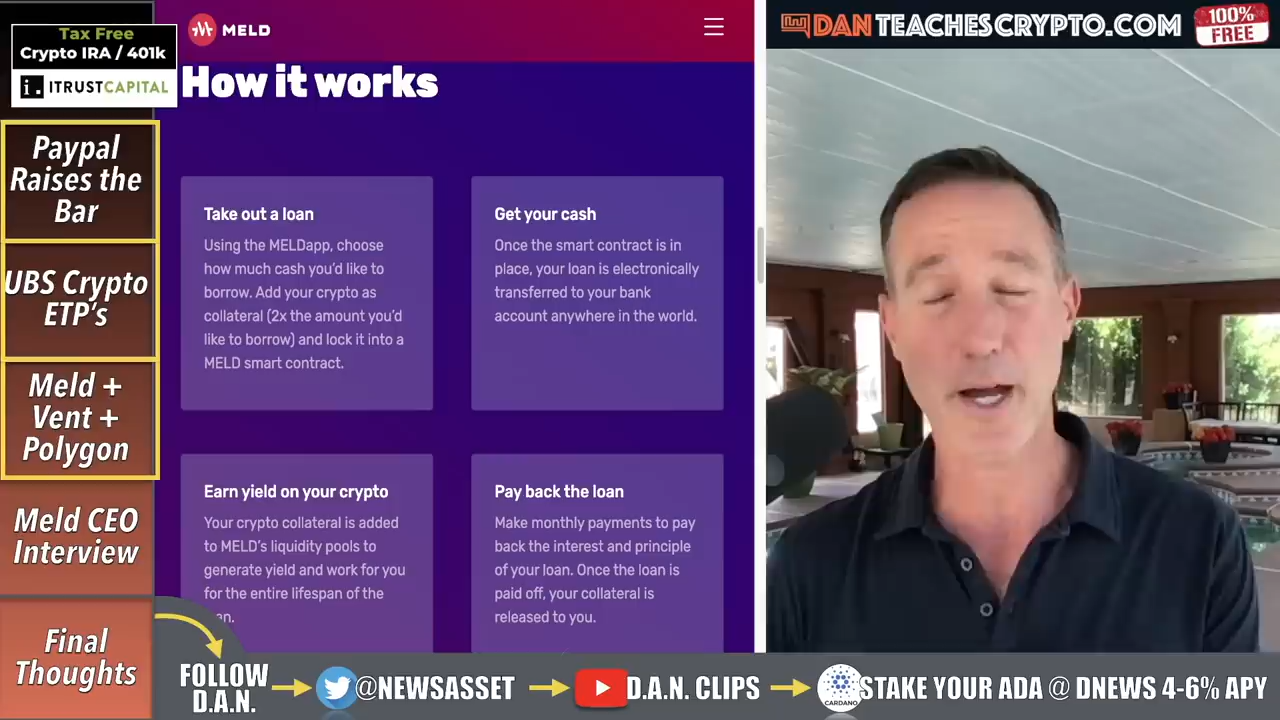 Tax Free
Crypto IRA / 401k
i. ITRUSTCAPITAL
Paypal
Raises the
Bar
UBS Crypto
ETP's
Meld +
Vent +
Polygon
Meld CEO
Interview
Final
Thoughts
MELD
How it works
Take out a loan
Using the MELDapp, choose
how much cash you'd like to
borrow. Add your crypto as
collateral (2x the amount you'd
like to borrow) and lock it into a
MELD smart contract.
Get your cash
Once the smart contract is in
place, your loan is electronically
transferred to your bank
account anywhere in the world.
Earn yield on your crypto
Your crypto collateral is added
to MELD's liquidity pools to
generate yield and work for you
for the entire lifespan of the
Pay back the loan
Make monthly payments to pay
back the interest and principle
of your loan. Once the loan is
paid off, your collateral is
released to you.
DANTEACHESCRYPTO.COM
100%
FREE
FOLLOW
D.A.N.
@NEWSASSET
D.A.N. CLIPS
CARDANO
STAKE YOUR ADA @ DNEWS 4-6% APY